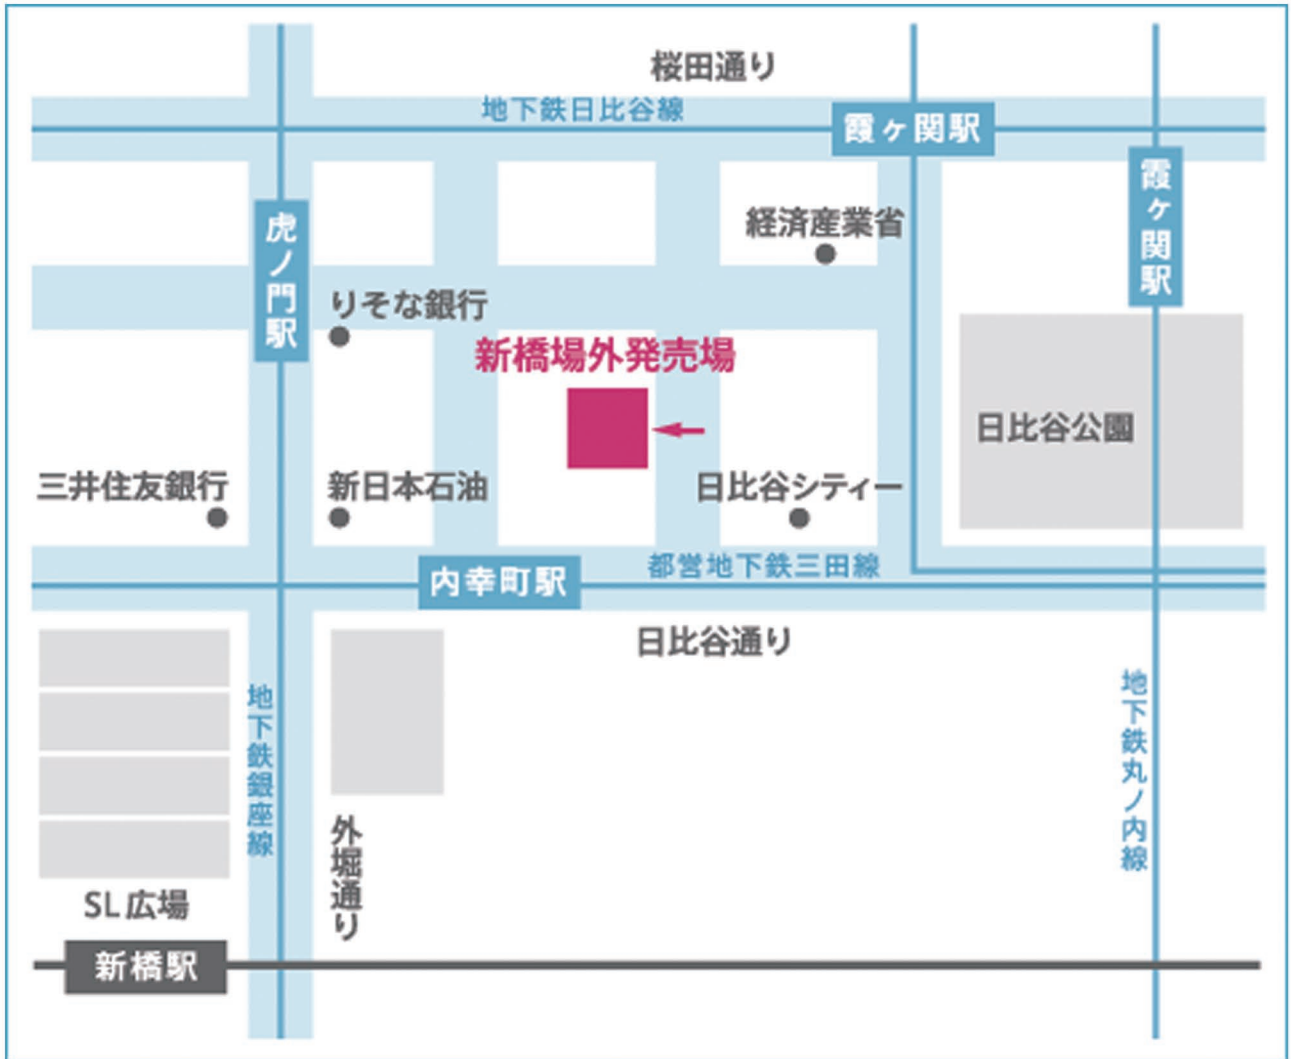 桜田通り
地下鉄日比谷線
霞ヶ関駅
霞ヶ関駅
虎ノ門駅
経済産業省
りそな銀行
新橋場外発売場
日比谷公園
三井住友銀行
新日本石油
日比谷シティー
都営地下鉄三田線
内幸町駅
日比谷通り
地下鉄銀座線
地下鉄丸ノ内線
外堀通り
SL広場
新橋駅